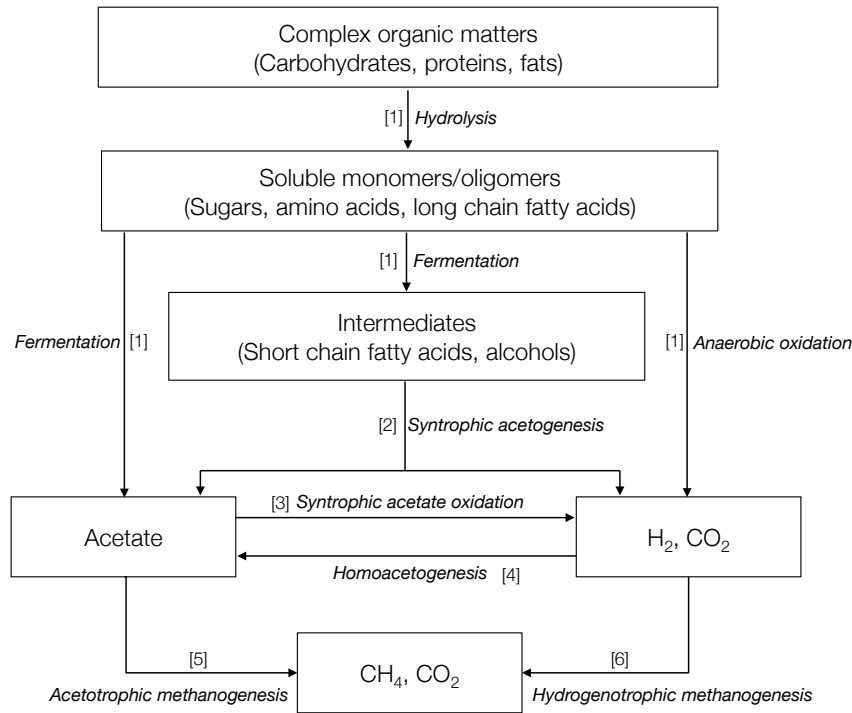 Complex organic matters
(Carbohydrates, proteins, fats)
[1] Hydrolysis
Soluble monomers/oligomers
(Sugars, amino acids, long chain fatty acids)
[1] Fermentation
Intermediates
(Short chain fatty acids, alcohols)
Fermentation [1]
[1] Anaerobic oxidation
[2] Syntrophic acetogenesis
[3] Syntrophic acetate oxidation
Acetate
H₂, CO₂
Homoacetogenesis [4]
[5]
Acetotrophic methanogenesis
CH₄, CO₂
[6]
Hydrogenotrophic methanogenesis